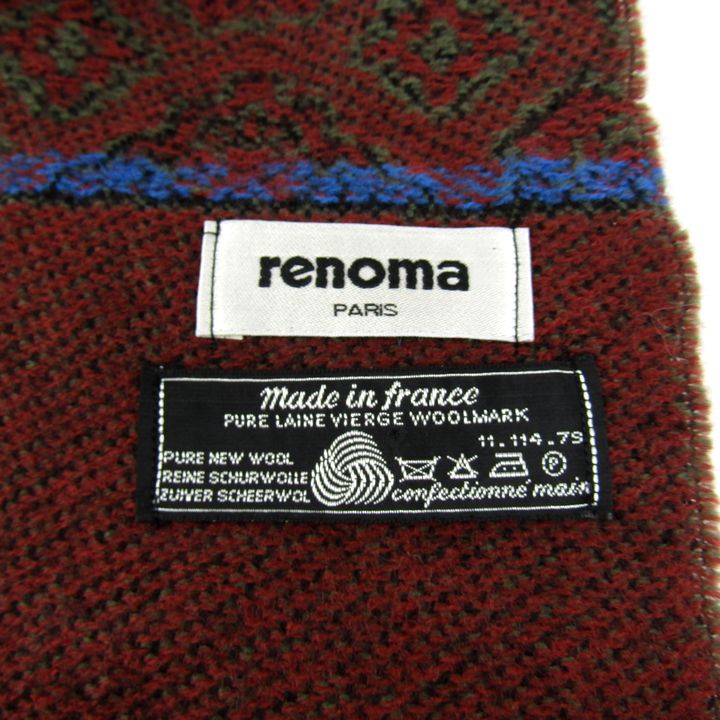 renoma
PARIS
made in france
PURE LAINE VIERGE WOOLMARK
11.114.7S
PURE NEW WOOL
REINE SCHURWOLLE
ZUIVER SCHEERWOL
P
confectionné main